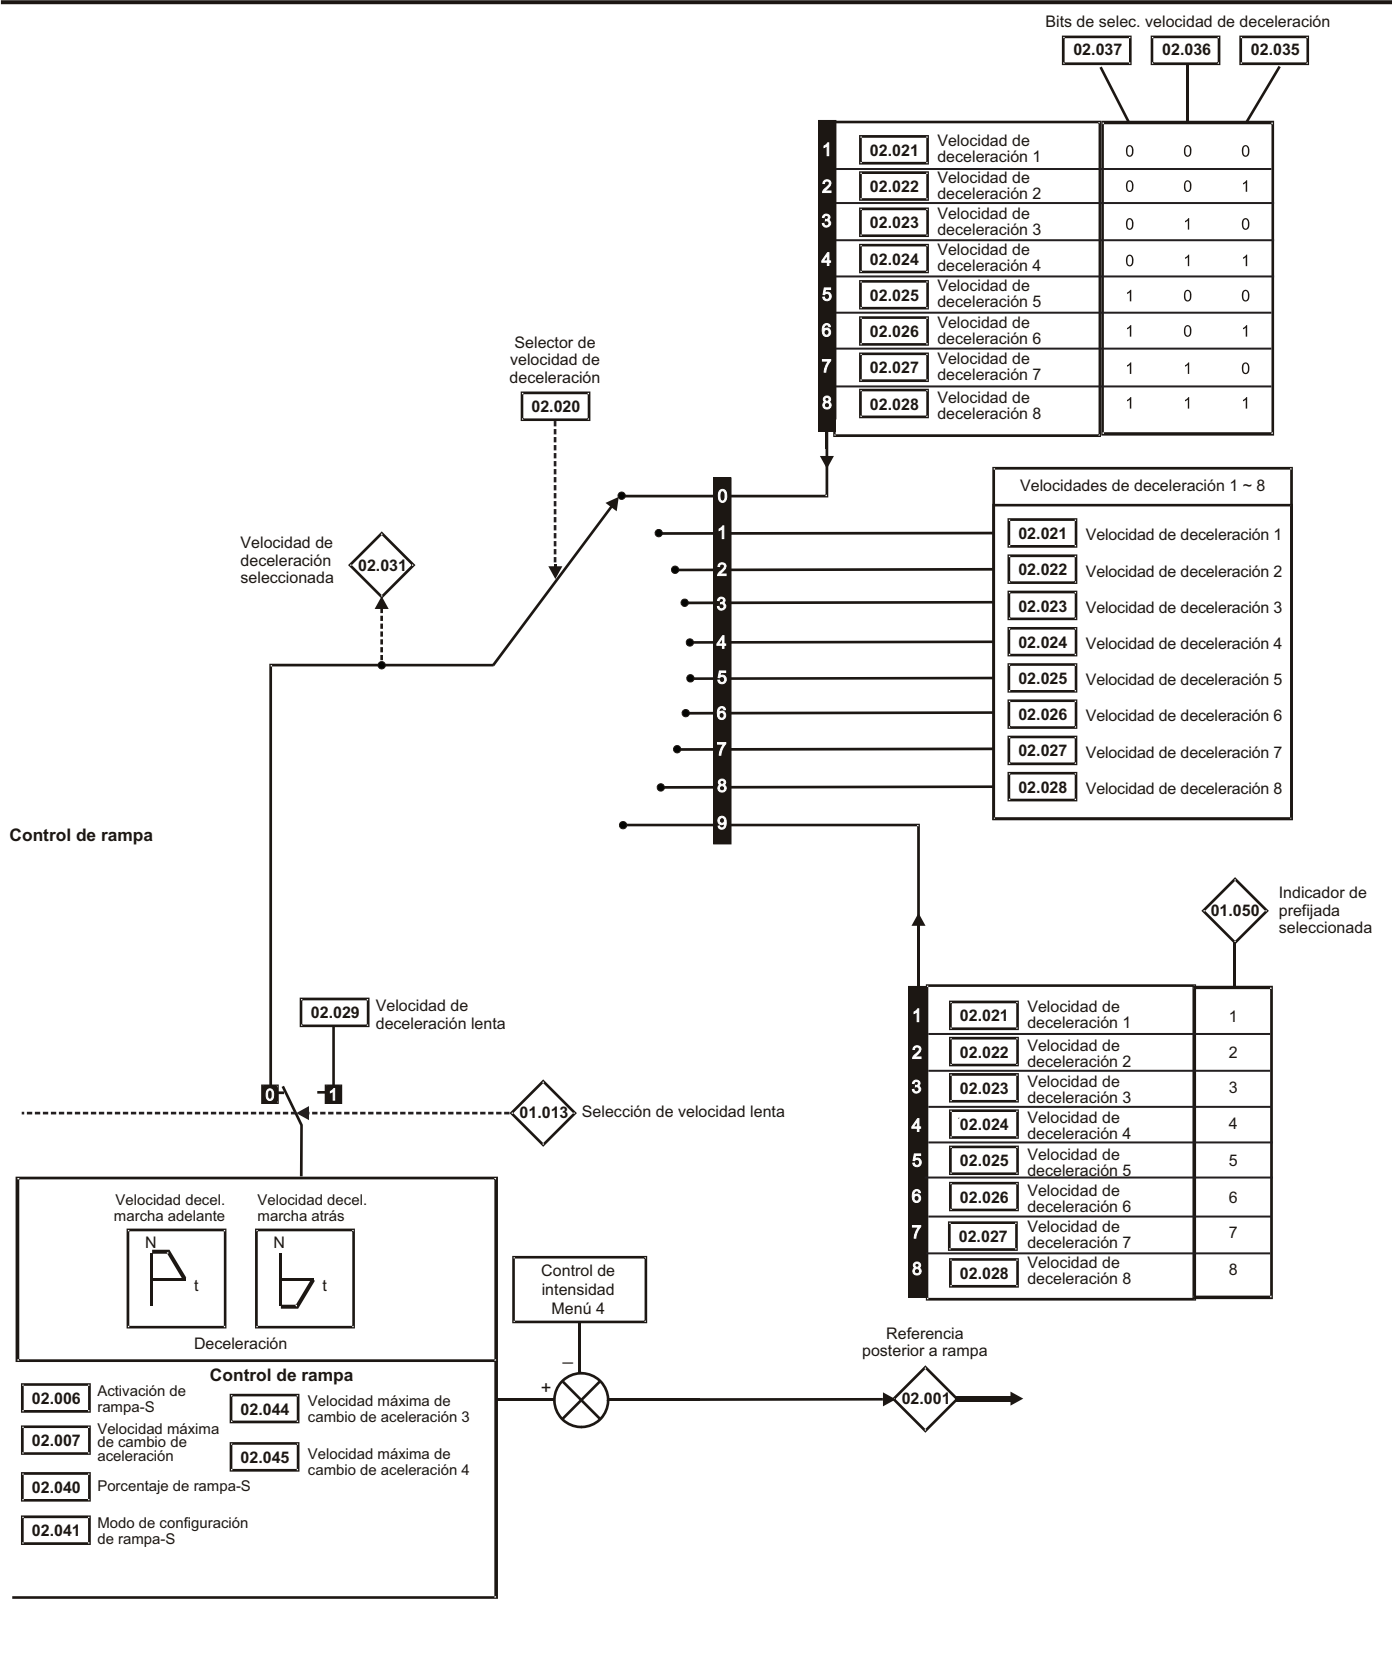 Bits de selec. velocidad de deceleración
02.037 02.036 02.035
1 02.021 Velocidad de
deceleración 1 0 0 0
2 02.022 Velocidad de
deceleración 2 0 0 1
3 02.023 Velocidad de
deceleración 3 0 1 0
4 02.024 Velocidad de
deceleración 4 0 1 1
5 02.025 Velocidad de
deceleración 5 1 0 0
6 02.026 Velocidad de
deceleración 6 1 0 1
7 02.027 Velocidad de
deceleración 7 1 1 0
8 02.028 Velocidad de
deceleración 8 1 1 1
Selector de
velocidad de
deceleración
02.020
Velocidad de
deceleración
seleccionada
02.031
0
1
2
3
4
5
6
7
8
9
Velocidades de deceleración 1 ~ 8
02.021 Velocidad de deceleración 1
02.022 Velocidad de deceleración 2
02.023 Velocidad de deceleración 3
02.024 Velocidad de deceleración 4
02.025 Velocidad de deceleración 5
02.026 Velocidad de deceleración 6
02.027 Velocidad de deceleración 7
02.028 Velocidad de deceleración 8
Control de rampa
01.050
Indicador de
prefijada
seleccionada
1 02.021 Velocidad de
deceleración 1 1
2 02.022 Velocidad de
deceleración 2 2
3 02.023 Velocidad de
deceleración 3 3
4 02.024 Velocidad de
deceleración 4 4
5 02.025 Velocidad de
deceleración 5 5
6 02.026 Velocidad de
deceleración 6 6
7 02.027 Velocidad de
deceleración 7 7
8 02.028 Velocidad de
deceleración 8 8
02.029 Velocidad de
deceleración lenta
0 1
01.013 Selección de velocidad lenta
Velocidad decel.
marcha adelante
Velocidad decel.
marcha atrás
N t
N t
Deceleración
Control de rampa
02.006 Activación de
rampa-S
02.007 Velocidad máxima
de cambio de
aceleración
02.040 Porcentaje de rampa-S
02.041 Modo de configuración
de rampa-S
02.044 Velocidad máxima de
cambio de aceleración 3
02.045 Velocidad máxima de
cambio de aceleración 4
Control de
intensidad
Menú 4
–
+
Referencia
posterior a rampa
02.001